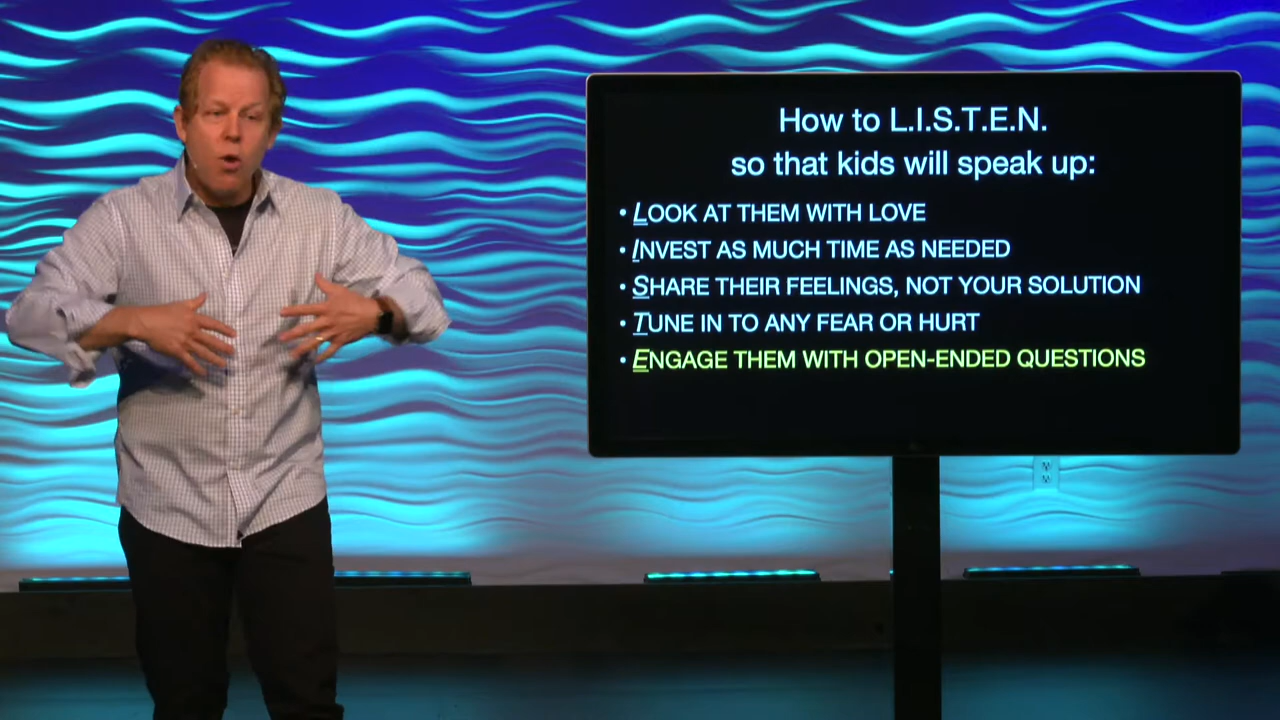 How to L.I.S.T.E.N.
so that kids will speak up:
• LOOK AT THEM WITH LOVE
• INVEST AS MUCH TIME AS NEEDED
• SHARE THEIR FEELINGS, NOT YOUR SOLUTION
• TUNE IN TO ANY FEAR OR HURT
• ENGAGE THEM WITH OPEN-ENDED QUESTIONS